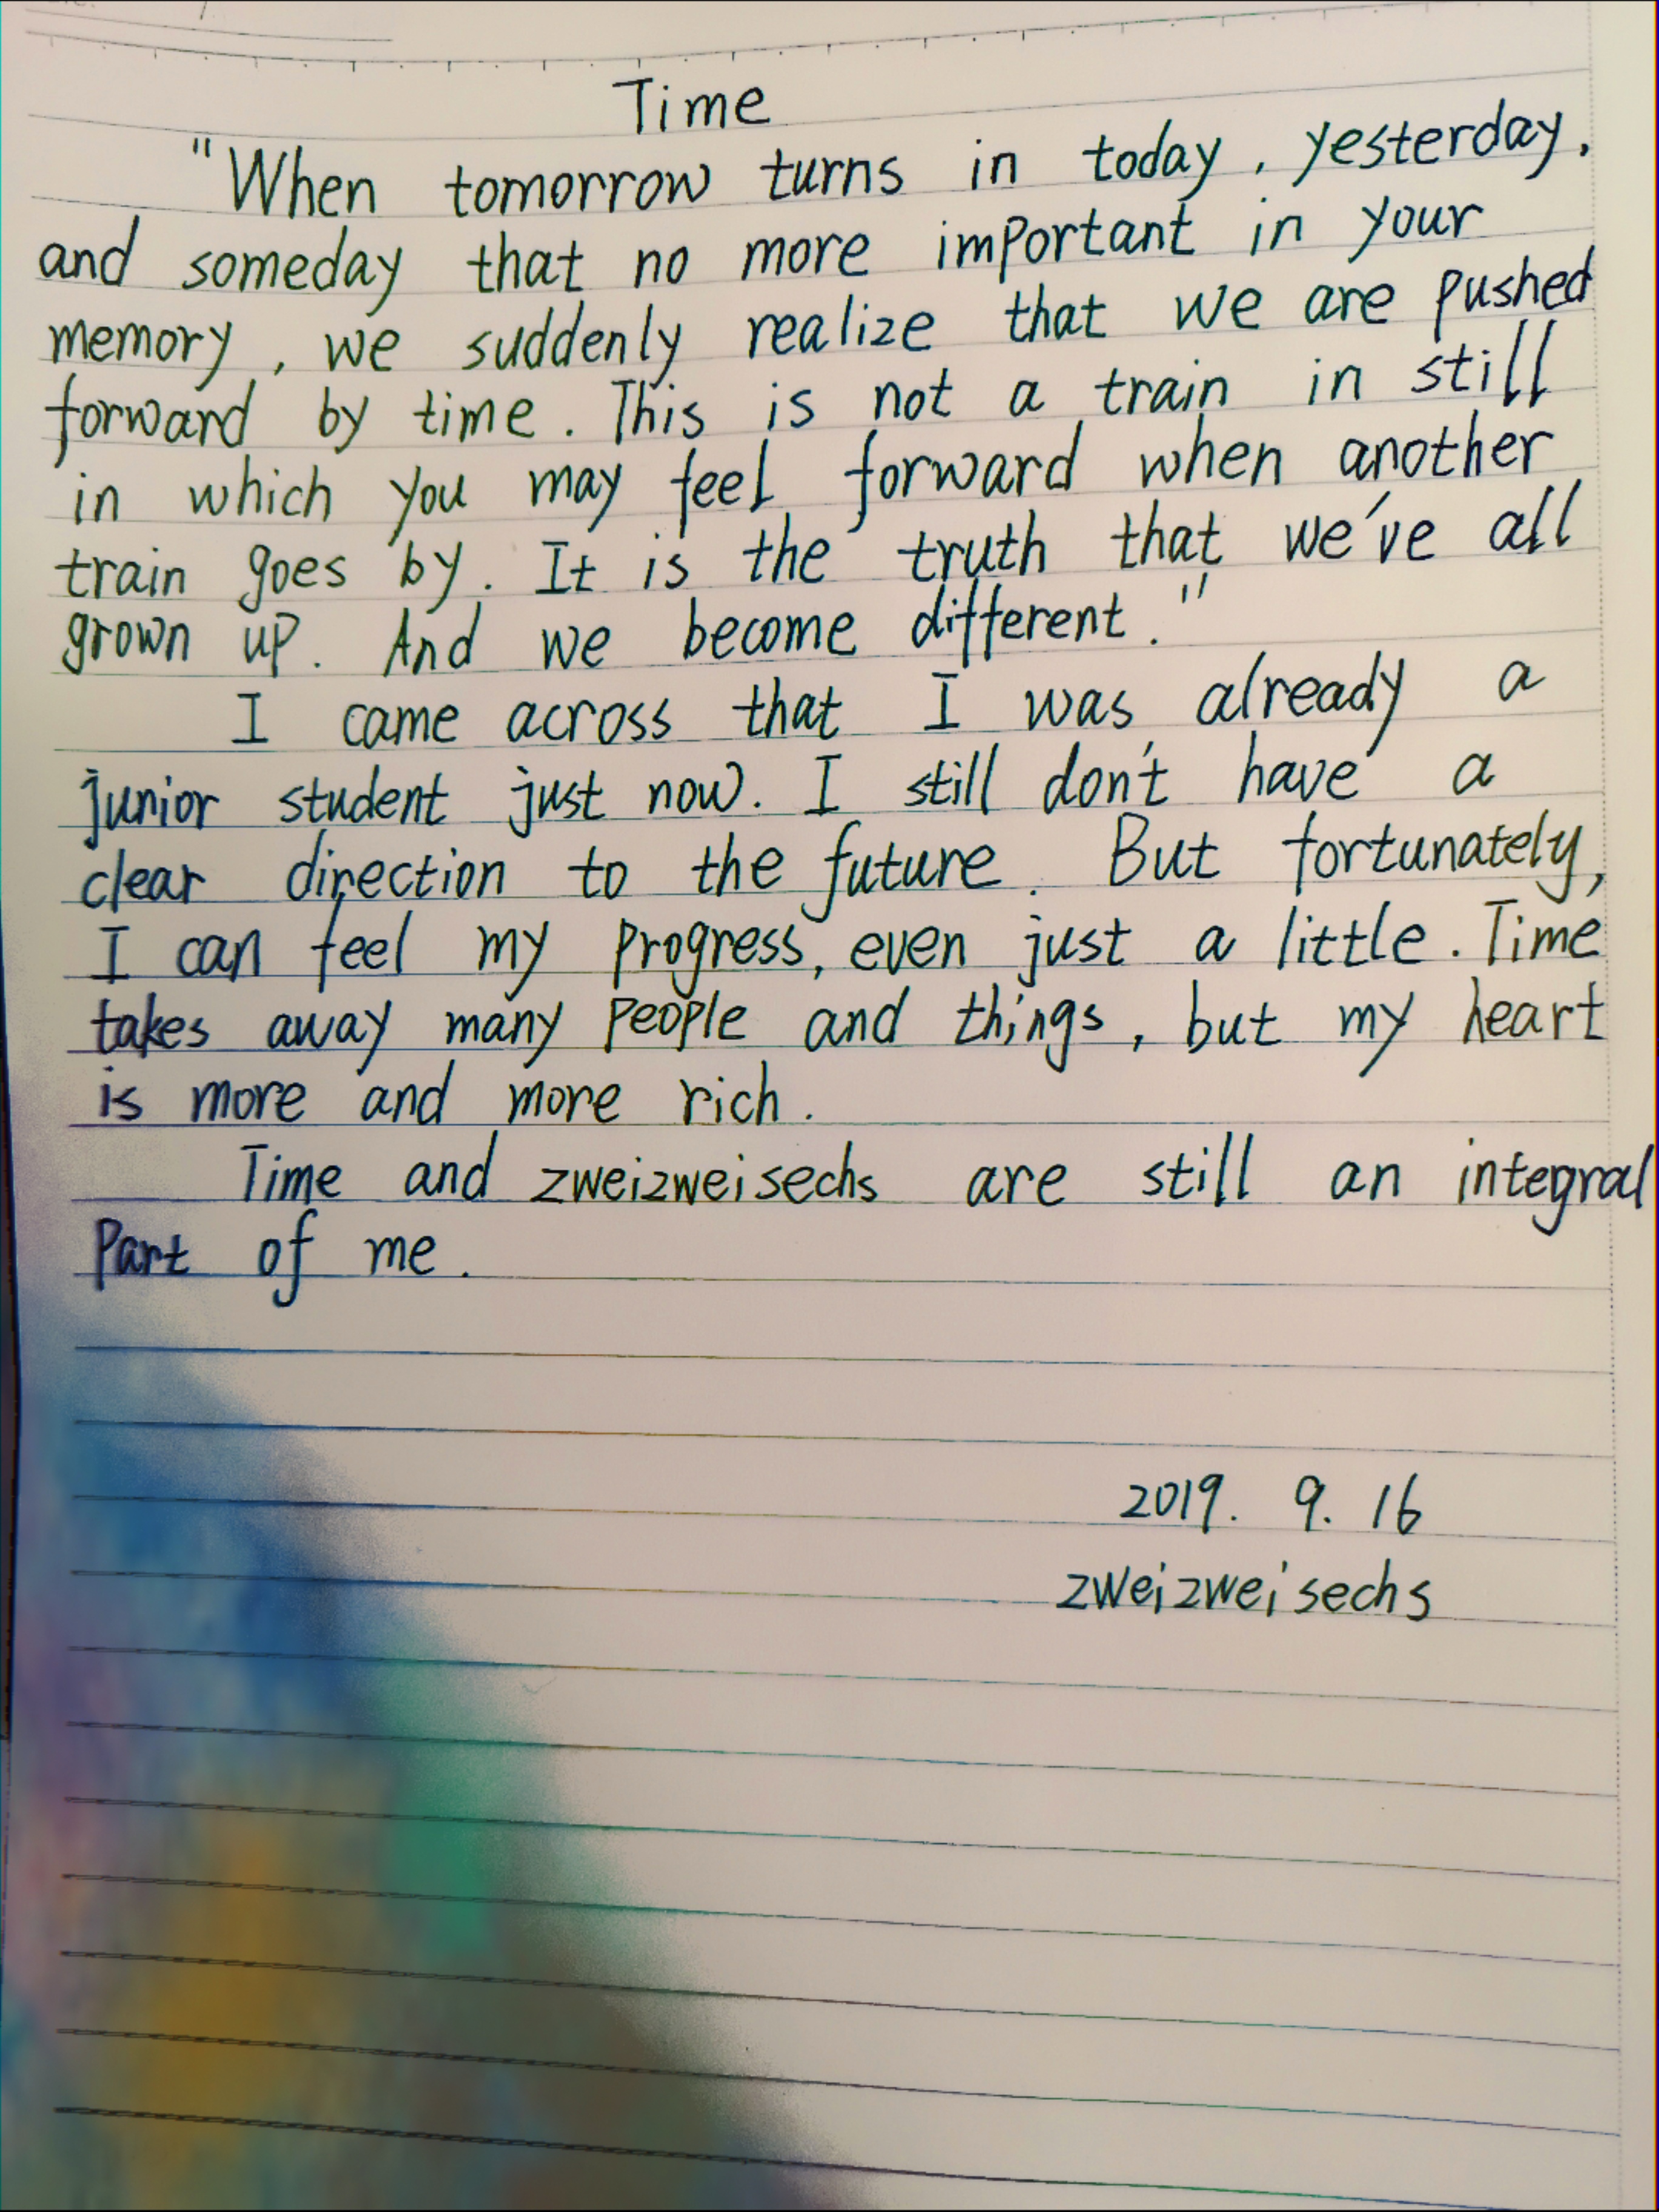 Time
"When tomorrow turns in today, yesterday,
and someday that no more important in your
memory, we suddenly realize that we are pushed
forward by time. This is not a train in still
in which you may feel forward when another
train goes by. It is the truth that we've all
grown up. And we become different."
I came across that I was already a
junior student just now. I still don't have a
clear direction to the future. But fortunately,
I can feel my progress, even just a little. Time
takes away many people and things, but my heart
is more and more rich.
Time and zweizweisechs are still an integral
Part of me.
2019. 9. 16
zweizweisechs